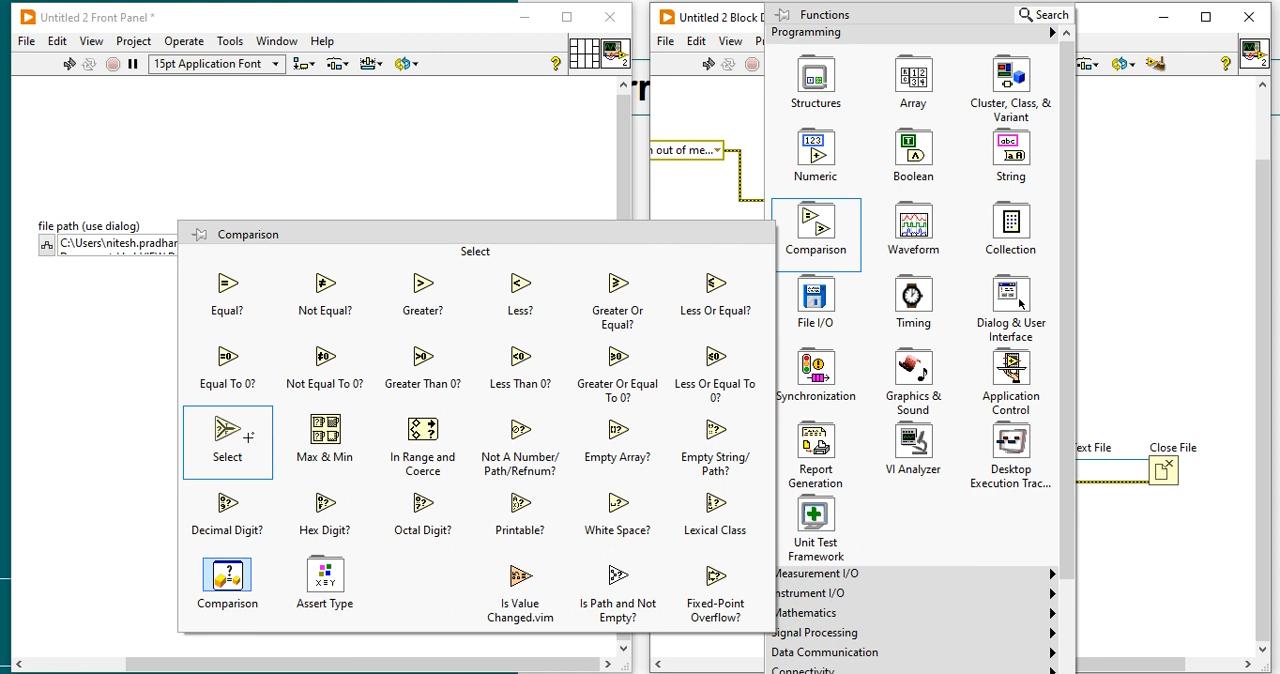 Untitled 2 Front Panel *
File Edit View Project Operate Tools Window Help
15pt Application Font
?
2
file path (use dialog)
C:\Users\nitesh.pradhan
Untitled 2 Block D
File Edit View
?
2
n out of me...
Text File
Close File
Functions
Search
Programming
Structures
Array
Cluster, Class, &
Variant
Numeric
Boolean
String
Comparison
Waveform
Collection
File I/O
Timing
Dialog & User
Interface
Synchronization
Graphics &
Sound
Application
Control
Report
Generation
VI Analyzer
Desktop
Execution Trac...
Unit Test
Framework
Measurement I/O
Instrument I/O
Mathematics
Signal Processing
Data Communication
Connectivity
Comparison
Select
Equal?
Not Equal?
Greater?
Less?
Greater Or
Equal?
Less Or Equal?
Equal To 0?
Not Equal To 0?
Greater Than 0?
Less Than 0?
Greater Or Equal
To 0?
Less Or Equal To
0?
Select
Max & Min
In Range and
Coerce
Not A Number/
Path/Refnum?
Empty Array?
Empty String/
Path?
Decimal Digit?
Hex Digit?
Octal Digit?
Printable?
White Space?
Lexical Class
Comparison
Assert Type
Is Value
Changed.vim
Is Path and Not
Empty?
Fixed-Point
Overflow?